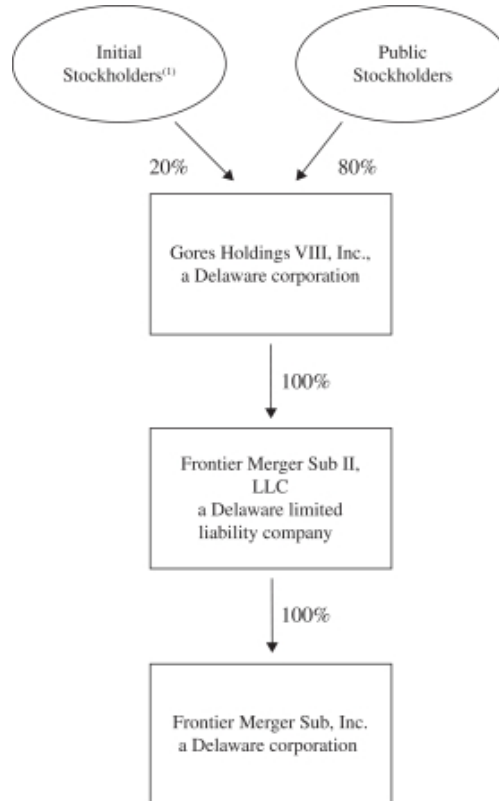 Initial
Stockholders(1)
Public
Stockholders
20%
80%
Gores Holdings VIII, Inc.,
a Delaware corporation
100%
Frontier Merger Sub II,
LLC
a Delaware limited
liability company
100%
Frontier Merger Sub, Inc.
a Delaware corporation